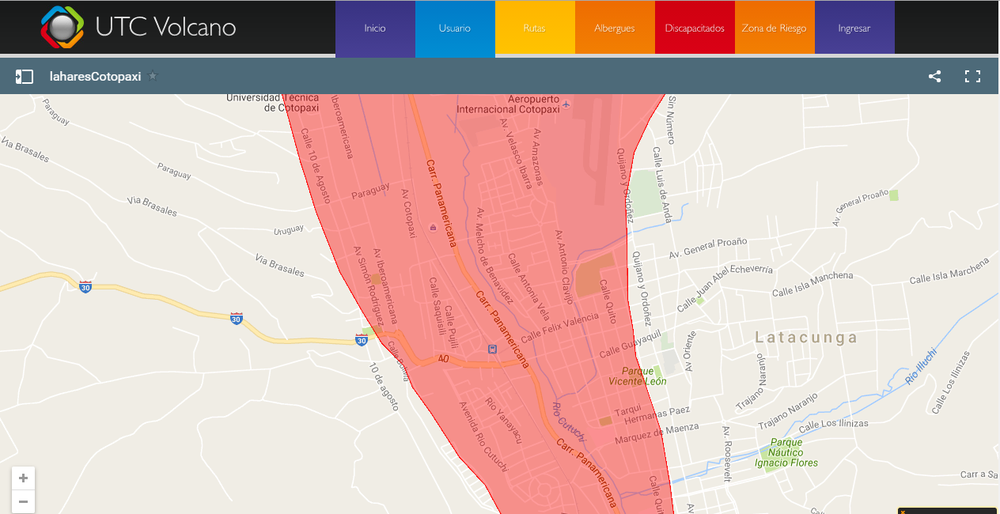 UTC Volcano
Inicio
Usuario
Rutas
Albergues
Discapacitados
Zona de Riesgo
Ingresar
laharesCotopaxi
Universidad Técnica
de Cotopaxi
Aeropuerto
Internacional Cotopaxi
Paraguay
Via Brasales
Paraguay
Via Brasales
Uruguay
Via Brasales
Calle 10 de Agosto
Iberoamericana
Paraguay
Av Cotopaxi
Carr. Panamericana
Av. Velasco Ibarra
Av Amazonas
Quijano y Ordoñez
Sin Número
Calle Luis de Anda
Av. General Proaño
Av. General Proaño
Av. Melcho de Benavidez
Av Antonio Clavijo
Calle Antonia Vela
Av Simón Rodríguez
Av Iberoamericana
Calle Saquisilí
Calle Pujilí
Carr. Panamericana
Calle Quito
Quijano y Ordoñez
Calle Juan Abel Echeverria
Calle Isla Manchena
Calle Isla Marchena
30
30
30
Calle Felix Valencia
Calle Guayaquil
Latacunga
Av Oriente
Calle Bolivia
40
10 de agosto
Parque
Vicente León
Naranjo
Trajano
Trajano Naranjo
Río Illuchi
Calle Los Ilinizas
Calle Los Ilinizas
Río Yanayacu
Avenida Río Cutuchi
Río Cutuchi
Tarqui
Hermanas Paez
Marquez de Maenza
Av. Roosevelt
Parque
Náutico
Ignacio Flores
Carr. Panamericana
Calle Qui
Av
Carr a Sa
+
−